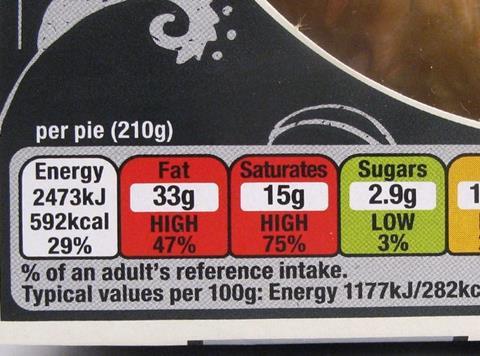 per pie (210g)
Energy Fat Saturates Sugars
2473kJ 33g 15g 2.9g
592kcal HIGH HIGH LOW
29% 47% 75% 3%
% of an adult's reference intake.
Typical values per 100g: Energy 1177kJ/282kc